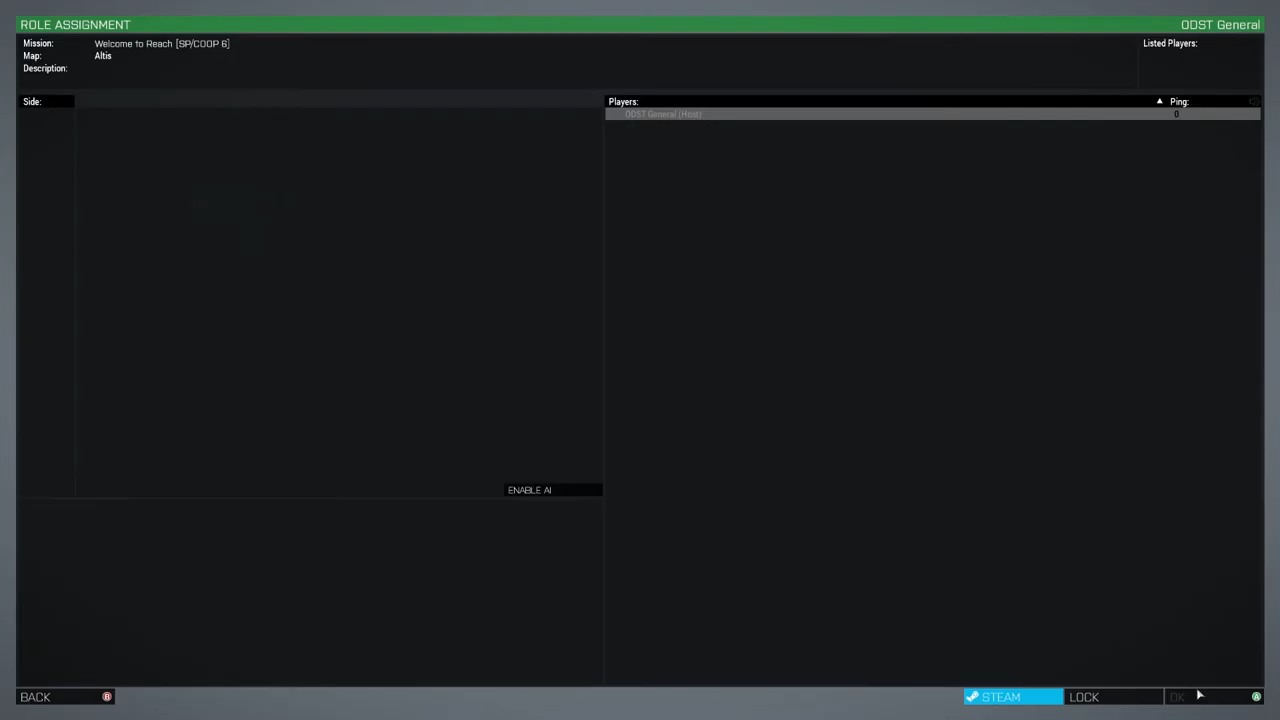 ROLE ASSIGNMENT
ODST General
Mission: Welcome to Reach [SP/COOP 6]
Map: Altis
Description:
Listed Players:
Side:
Players:
Ping:
ODST General (Host)
0
ENABLE AI
BACK
B
STEAM
LOCK
OK
A